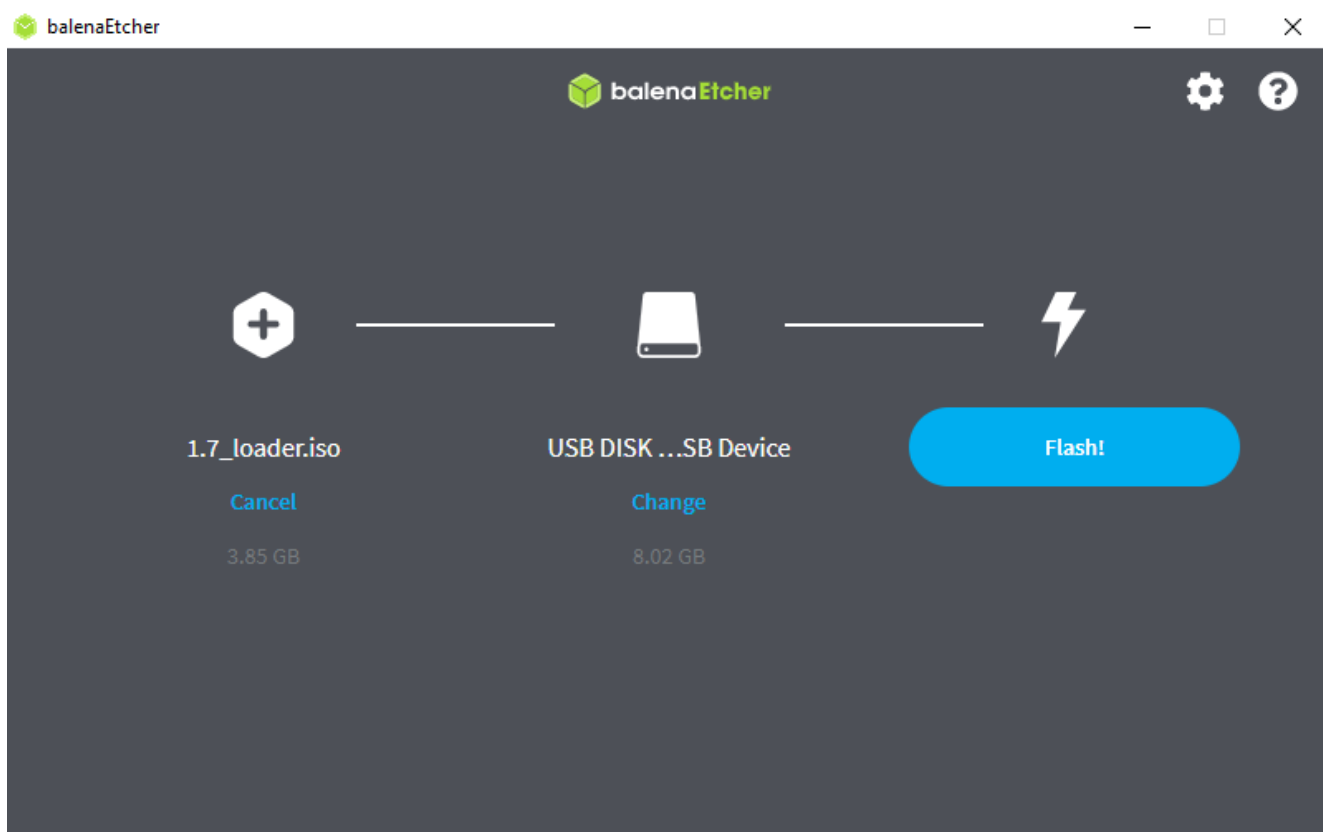 balenaEtcher
balenaEtcher
1.7_loader.iso
USB DISK ...SB Device
Flash!
Cancel
Change
3.85 GB
8.02 GB